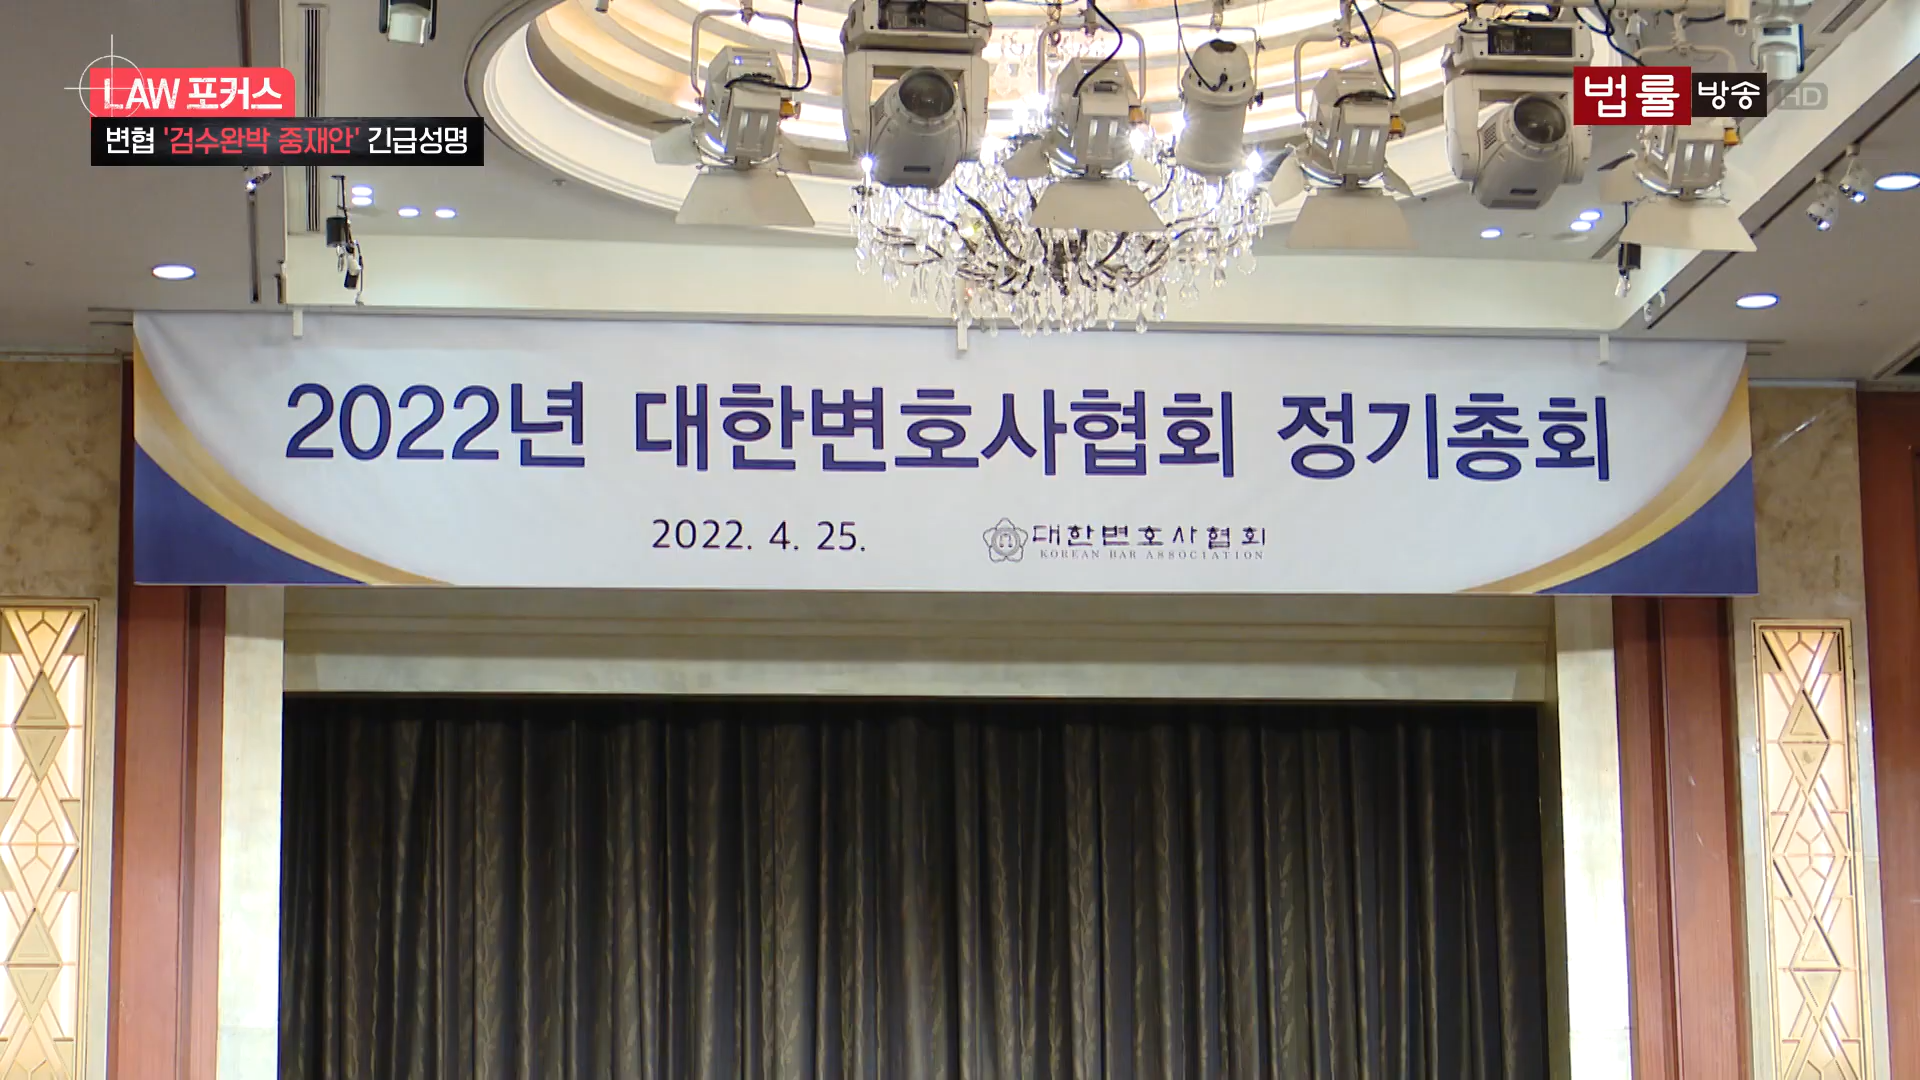 LAW 포커스
변협 '검수완박 중재안' 긴급성명
법률방송 HD
2022년 대한변호사협회 정기총회
2022. 4. 25.
대한변호사협회
KOREAN BAR ASSOCIATION